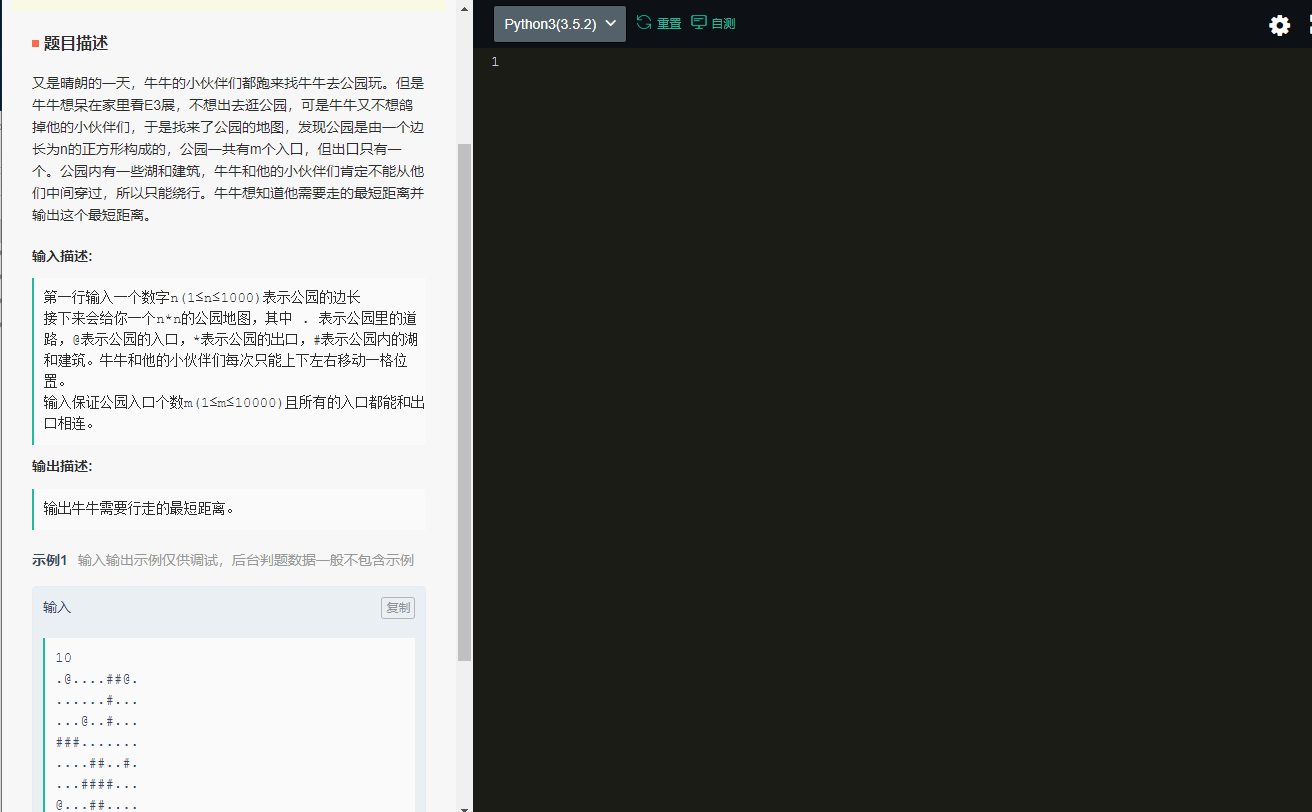 题目描述
又是晴朗的一天，牛牛的小伙伴们都跑来找牛牛去公园玩。但是
牛牛想呆在家里看E3展，不想出去逛公园，可是牛牛又不想鸽
掉他的小伙伴们，于是找来了公园的地图，发现公园是由一个边
长为n的正方形构成的，公园一共有m个入口，但出口只有一
个。公园内有一些湖和建筑，牛牛和他的小伙伴们肯定不能从他
们中间穿过，所以只能绕行。牛牛想知道他需要走的最短距离并
输出这个最短距离。
输入描述:
第一行输入一个数字n(1≤n≤1000)表示公园的边长
接下来会给你一个n*n的公园地图，其中 . 表示公园里的道
路，@表示公园的入口，*表示公园的出口，#表示公园内的湖
和建筑。牛牛和他的小伙伴们每次只能上下左右移动一格位
置。
输入保证公园入口个数m(1≤m≤10000)且所有的入口都能和出
口相连。
输出描述:
输出牛牛需要行走的最短距离。
示例1 输入输出示例仅供调试，后台判题数据一般不包含示例
输入
复制
10
.@....##@.
......#...
...@..#...
###.......
....##..#.
...####...
@...##....
Python3(3.5.2)
重置
自测
1